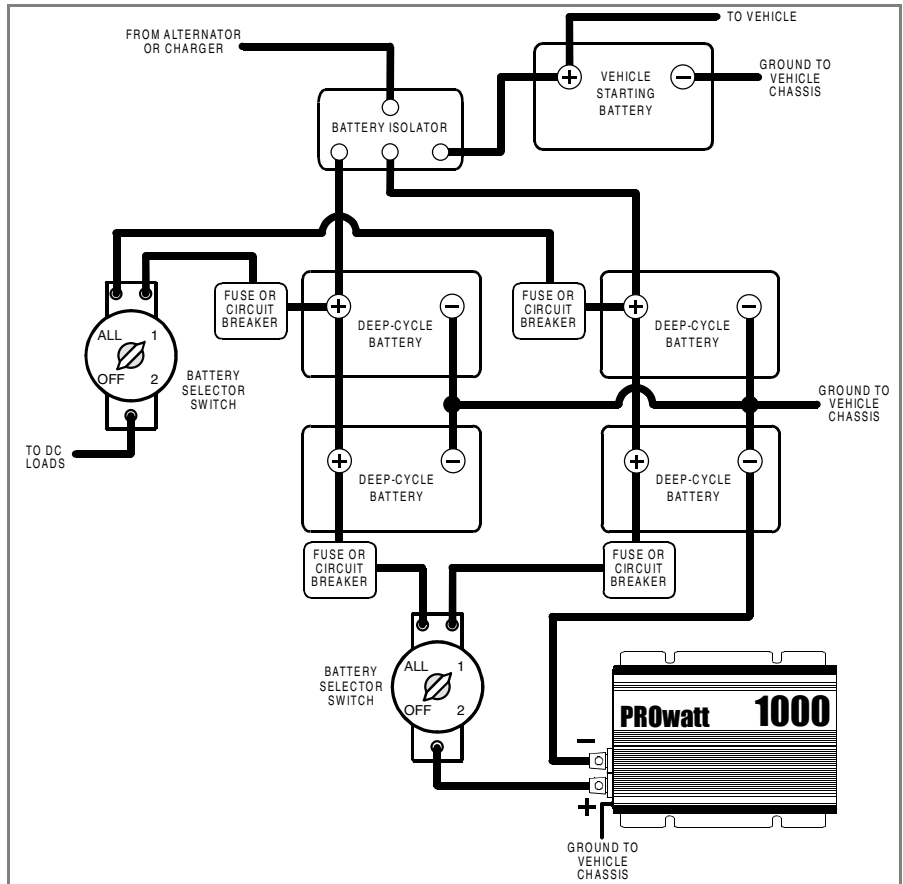 TO VEHICLE
FROM ALTERNATOR
OR CHARGER
GROUND TO
VEHICLE
CHASSIS
+
VEHICLE
STARTING
BATTERY
−
BATTERY ISOLATOR
FUSE OR
CIRCUIT
BREAKER
+
−
DEEP-CYCLE
BATTERY
FUSE OR
CIRCUIT
BREAKER
+
−
DEEP-CYCLE
BATTERY
ALL 1
OFF 2
BATTERY
SELECTOR
SWITCH
TO DC
LOADS
GROUND TO
VEHICLE
CHASSIS
+
−
DEEP-CYCLE
BATTERY
+
−
DEEP-CYCLE
BATTERY
FUSE OR
CIRCUIT
BREAKER
FUSE OR
CIRCUIT
BREAKER
BATTERY
SELECTOR
SWITCH
ALL 1
OFF 2
PROwatt 1000
−
+
GROUND TO
VEHICLE
CHASSIS